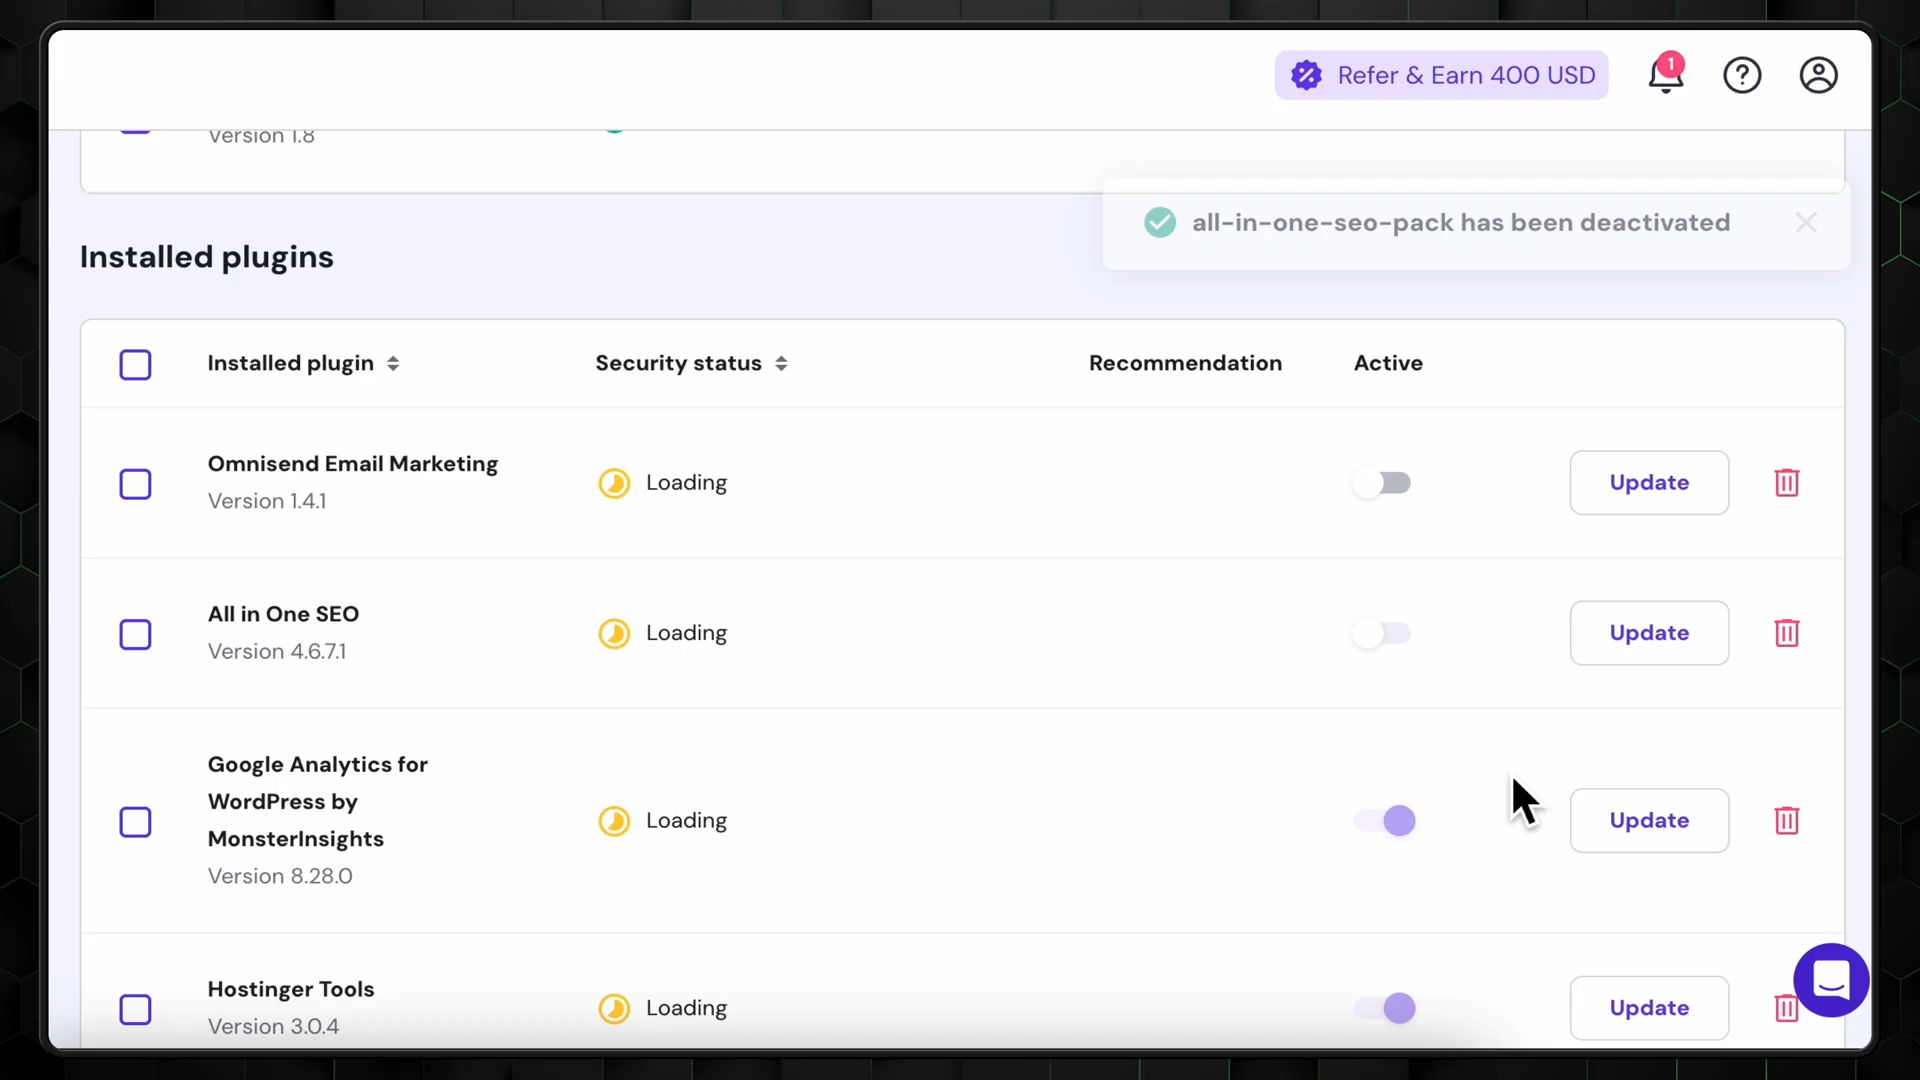 Refer & Earn 400 USD
1
Version 1.8
all-in-one-seo-pack has been deactivated
Installed plugins
Installed plugin
Security status
Recommendation
Active
Omnisend Email Marketing
Version 1.4.1
Loading
Update
All in One SEO
Version 4.6.7.1
Loading
Update
Google Analytics for
WordPress by
MonsterInsights
Version 8.28.0
Loading
Update
Hostinger Tools
Version 3.0.4
Loading
Update